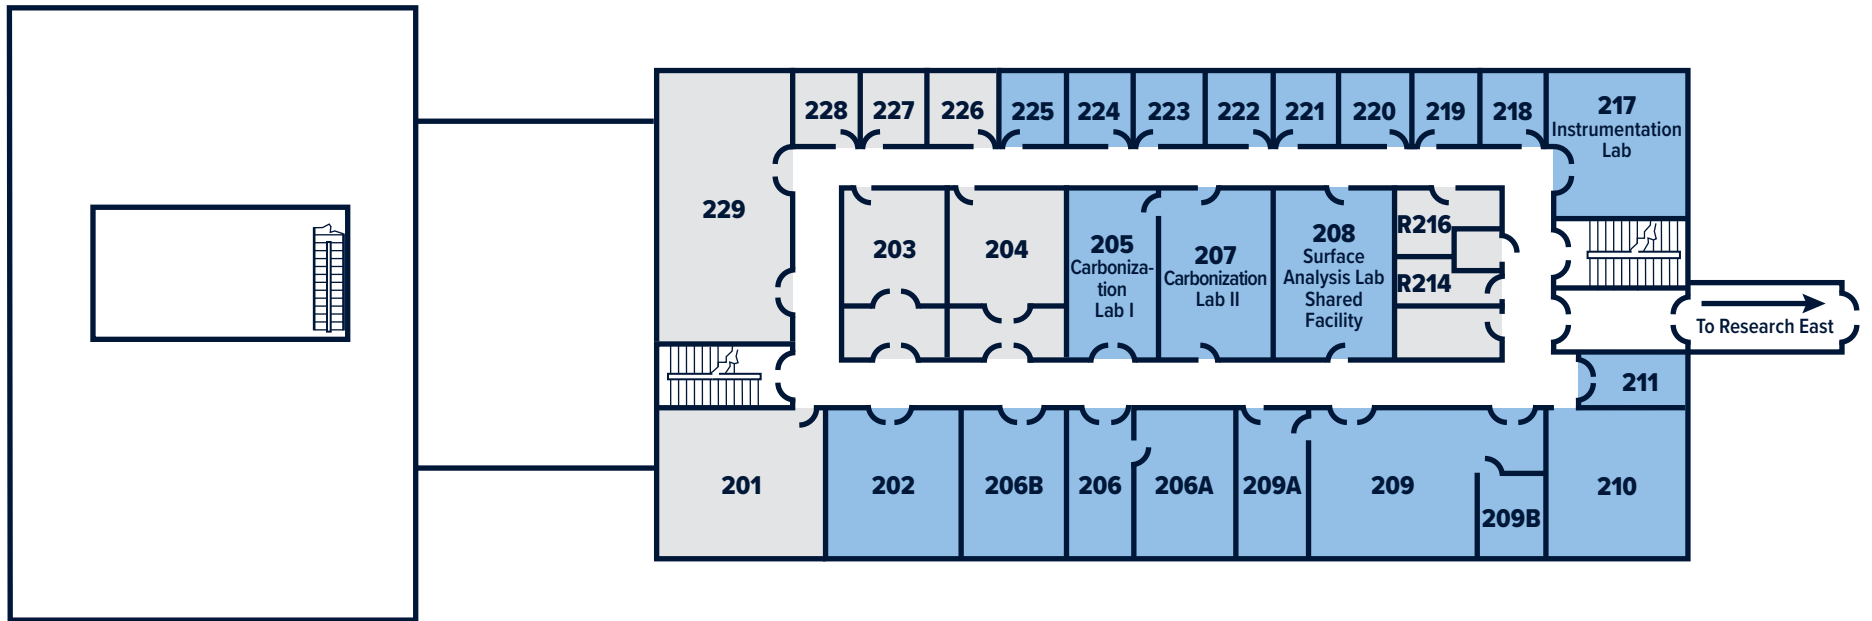 228
227
226
225
224
223
222
221
220
219
218
217
Instrumentation
Lab
229
203
204
205
Carboniza-
tion
Lab I
207
Carbonization
Lab II
208
Surface
Analysis Lab
Shared
Facility
R216
R214
To Research East
211
201
202
206B
206
206A
209A
209
209B
210